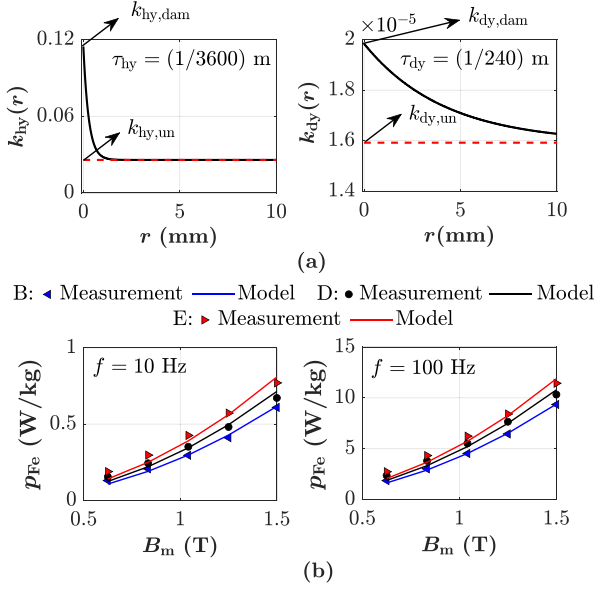 k_hy,dam
0.12
τ_hy = (1/3600) m
k_hy(r)
0.06
k_hy,un
0
0 5 10
r (mm)
×10^-5
k_dy,dam
2
τ_dy = (1/240) m
k_dy(r)
1.8
k_dy,un
1.6
1.4
0 5 10
r(mm)
(a)
B: Measurement Model D: Measurement Model
E: Measurement Model
1
f = 10 Hz
p_Fe (W/kg)
0.5
0
0.5 1 1.5
B_m (T)
15
f = 100 Hz
p_Fe (W/kg)
10
5
0
0.5 1 1.5
B_m (T)
(b)